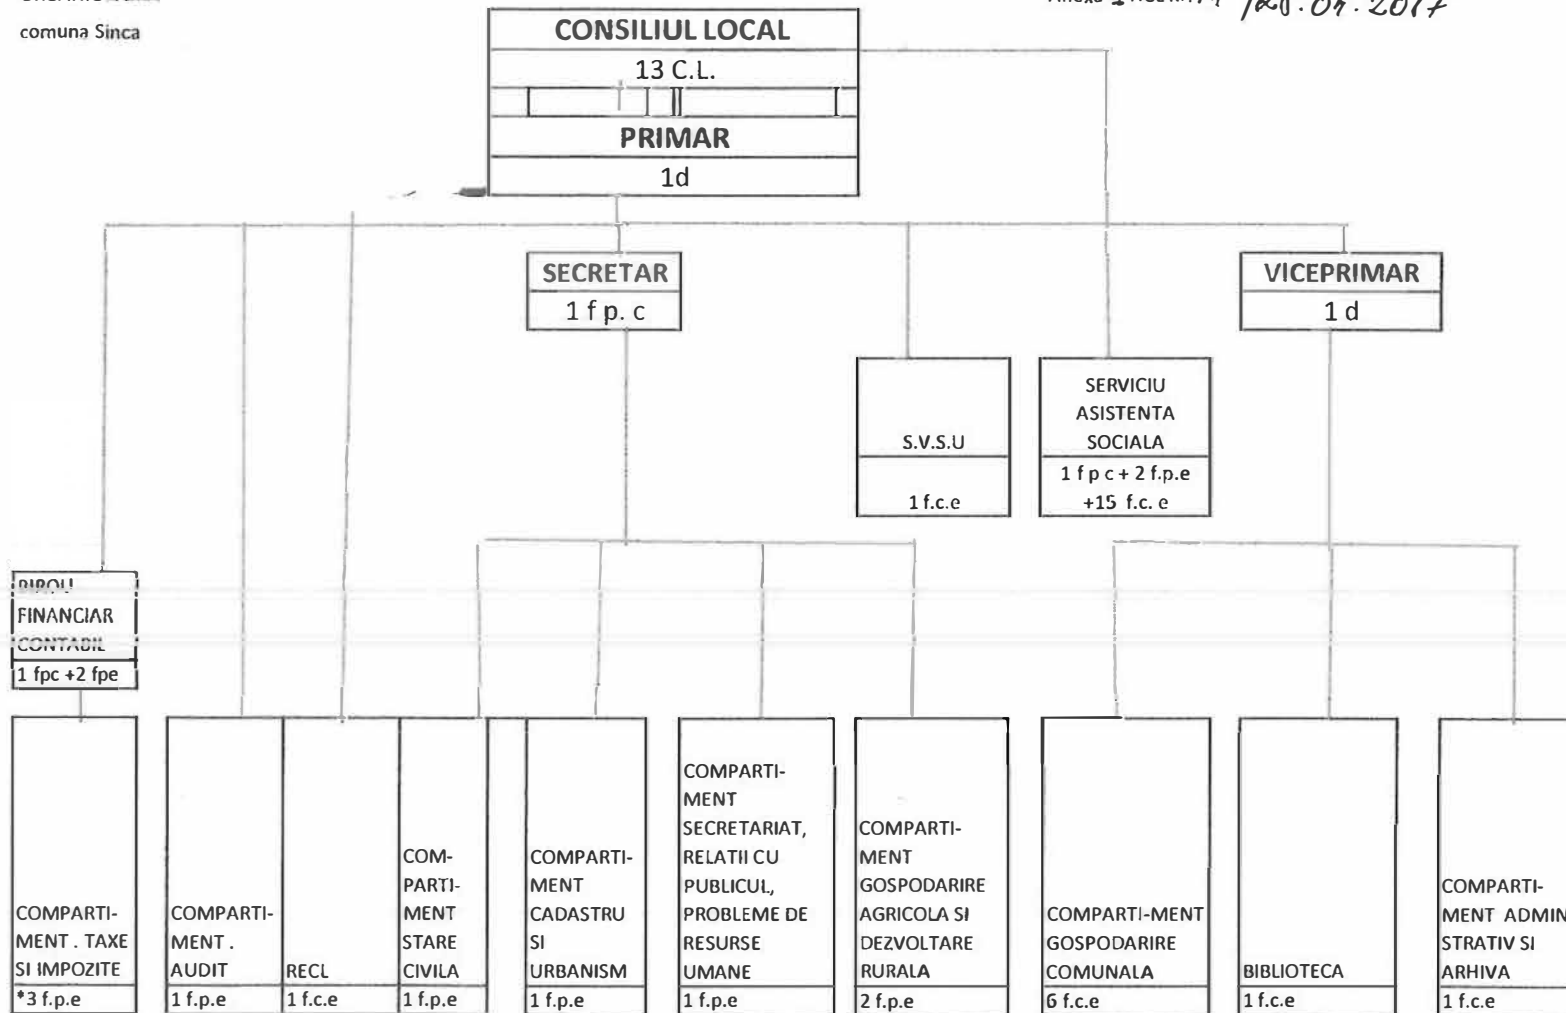 comuna Sinca
28.04.2017
CONSILIUL LOCAL
13 C.L.
PRIMAR
1d
SECRETAR
1 f p. c
VICEPRIMAR
1 d
S.V.S.U
1 f.c.e
SERVICIU
ASISTENTA
SOCIALA
1 f p c + 2 f.p.e
+15 f.c. e
BIROU
FINANCIAR
CONTABIL
1 fpc +2 fpe
COMPARTI-
MENT . TAXE
SI IMPOZITE
*3 f.p.e
COMPARTI-
MENT .
AUDIT
1 f.p.e
RECL
1 f.c.e
COM-
PARTI-
MENT
STARE
CIVILA
1 f.p.e
COMPARTI-
MENT
CADASTRU
SI
URBANISM
1 f.p.e
COMPARTI-
MENT
SECRETARIAT,
RELATII CU
PUBLICUL,
PROBLEME DE
RESURSE
UMANE
1 f.p.e
COMPARTI-
MENT
GOSPODARIRE
AGRICOLA SI
DEZVOLTARE
RURALA
2 f.p.e
COMPARTI-MENT
GOSPODARIRE
COMUNALA
6 f.c.e
BIBLIOTECA
1 f.c.e
COMPARTI-
MENT ADMIN
STRATIV SI
ARHIVA
1 f.c.e